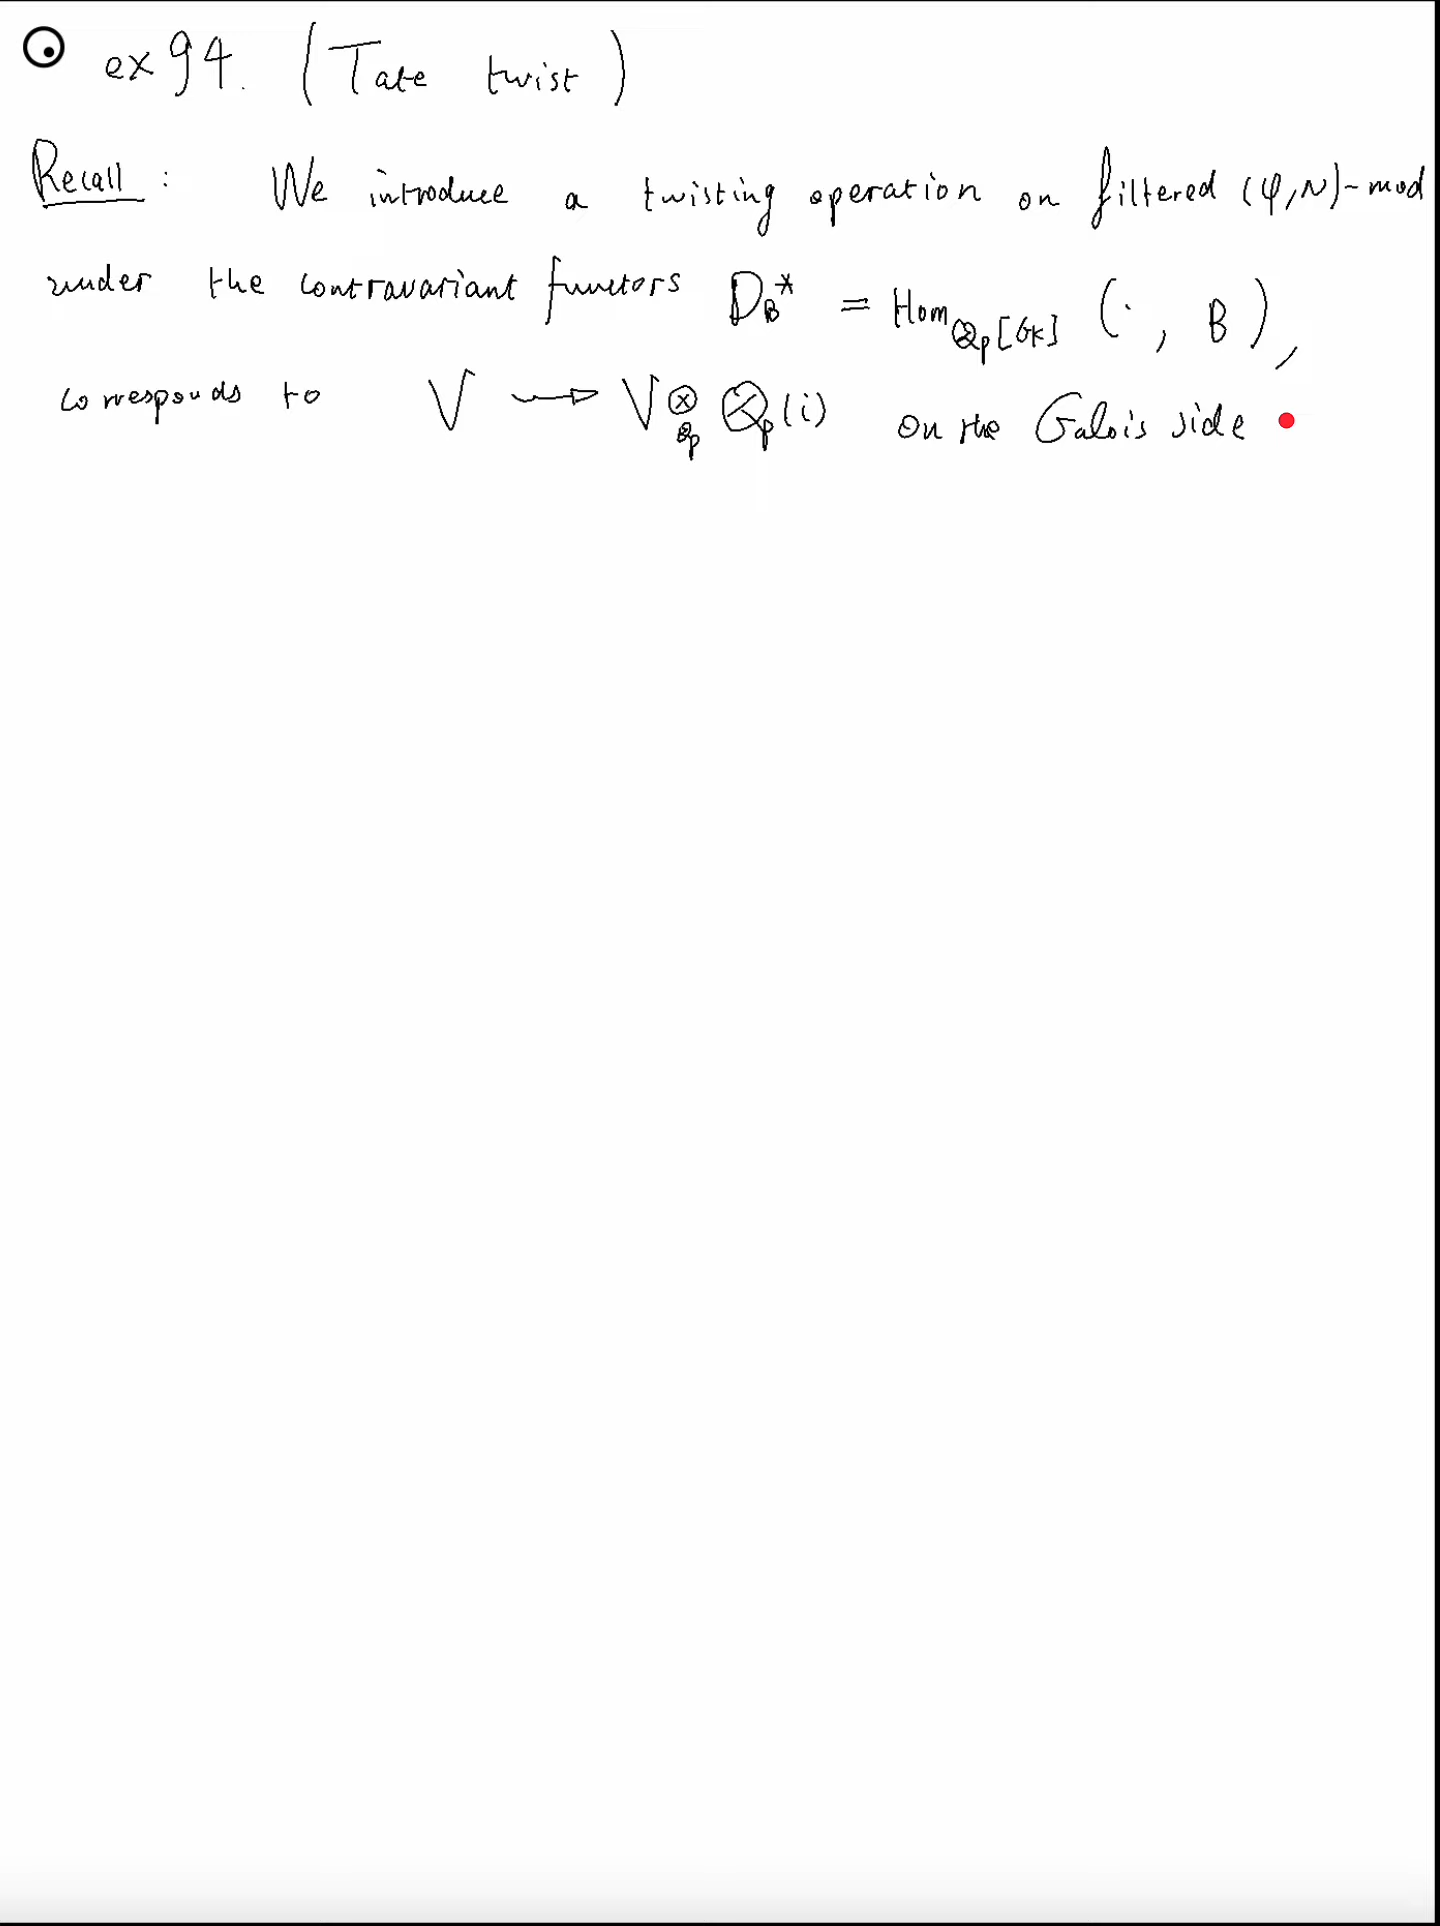 ex 94. (Tate twist)
Recall: We introduce a twisting operation on filtered (φ,N)-mod
under the contravariant functors D_B^* = Hom_{ℚ_p[G_K]} (·, B),
corresponds to V ⟶ V ⊗_{ℚ_p} ℚ_p(i) on the Galois side